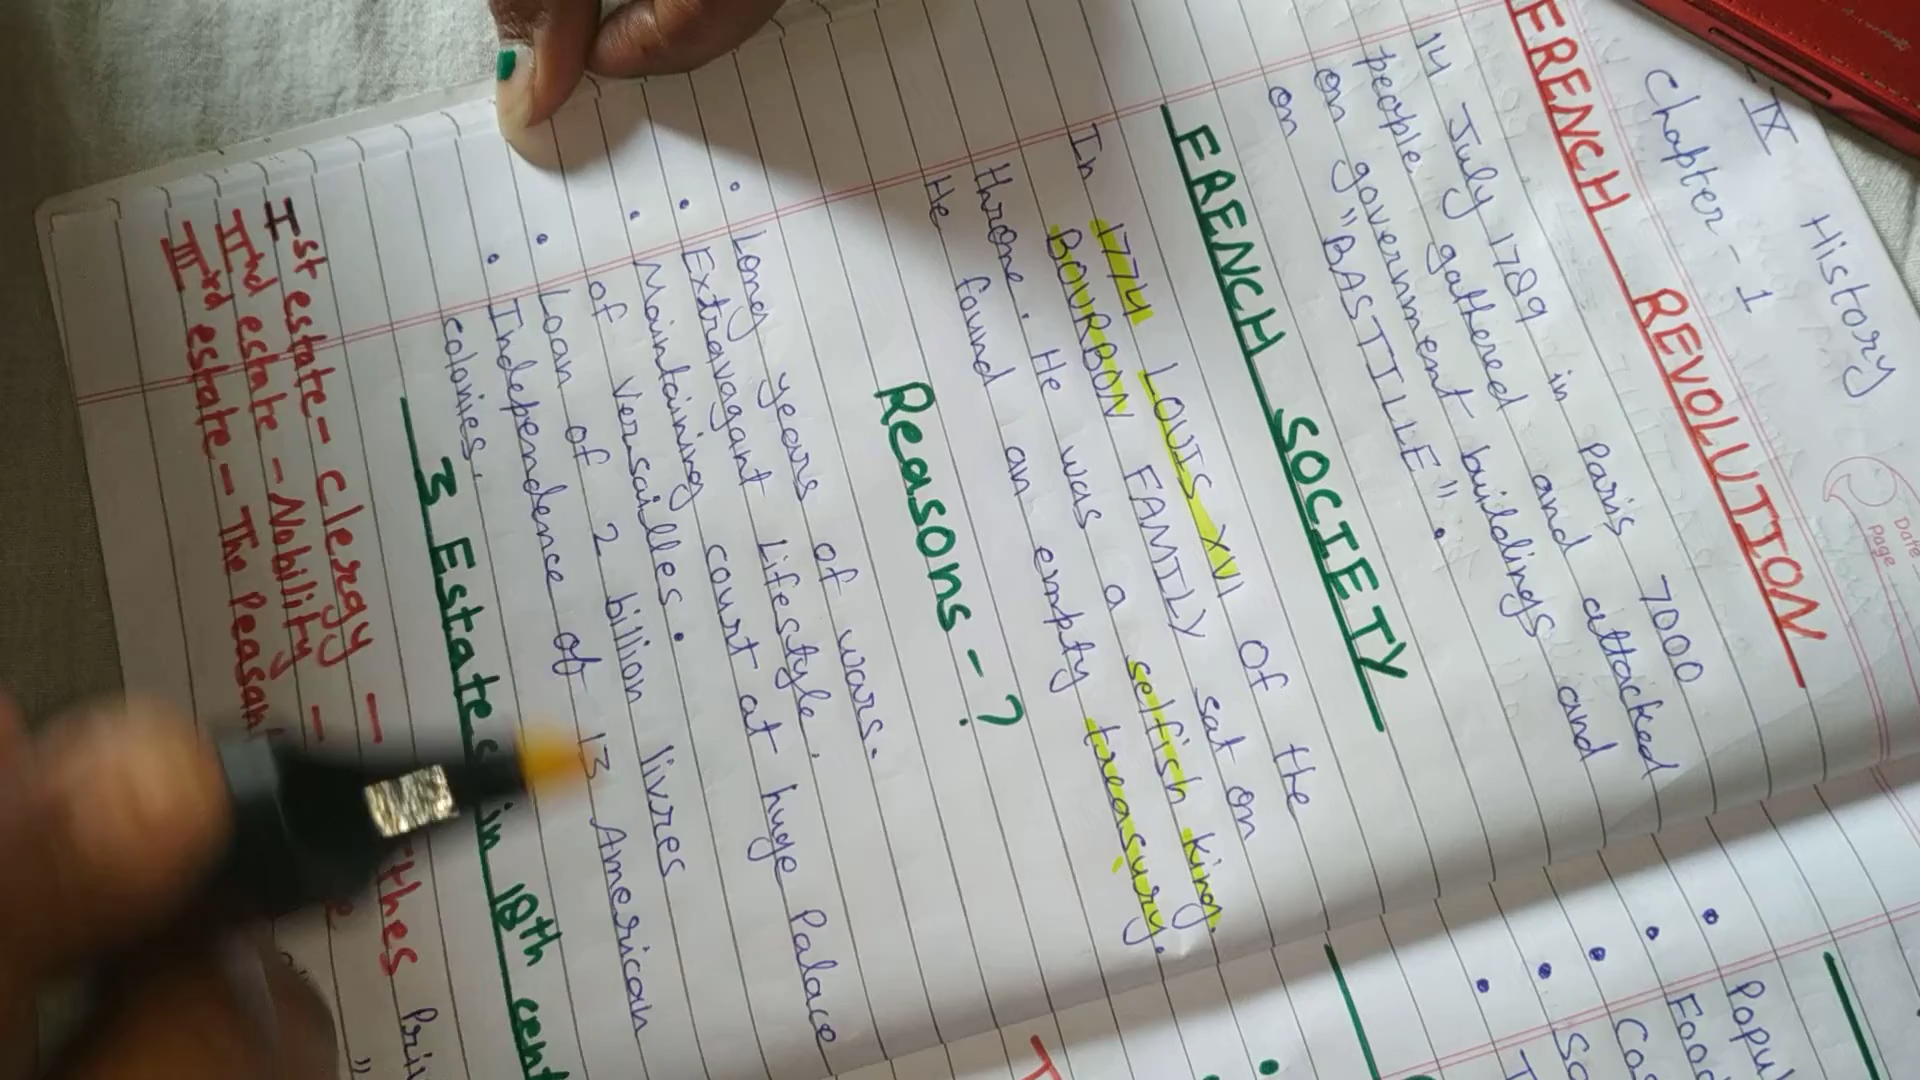 IX History
Chapter - 1
Date
Page
FRENCH REVOLUTION
14 July 1789 in Paris 7000
people gathered and attacked
on government buildings and
on "BASTILLE".
FRENCH SOCIETY
In 1774 LOUIS XVI of the
BOURBON FAMILY sat on
throne. He was a selfish king.
He found an empty treasury.
Reasons - ?
• Long years of wars.
• Extravagant Lifestyle.
• Maintaining court at huge Palace
of Versailles.
• Loan of 2 billion livres
• Independence of 13 American
colonies.
3 Estates in 18th cent
Ist estate - Clergy -
IInd estate - Nobility -
IIIrd estate - The Peasan